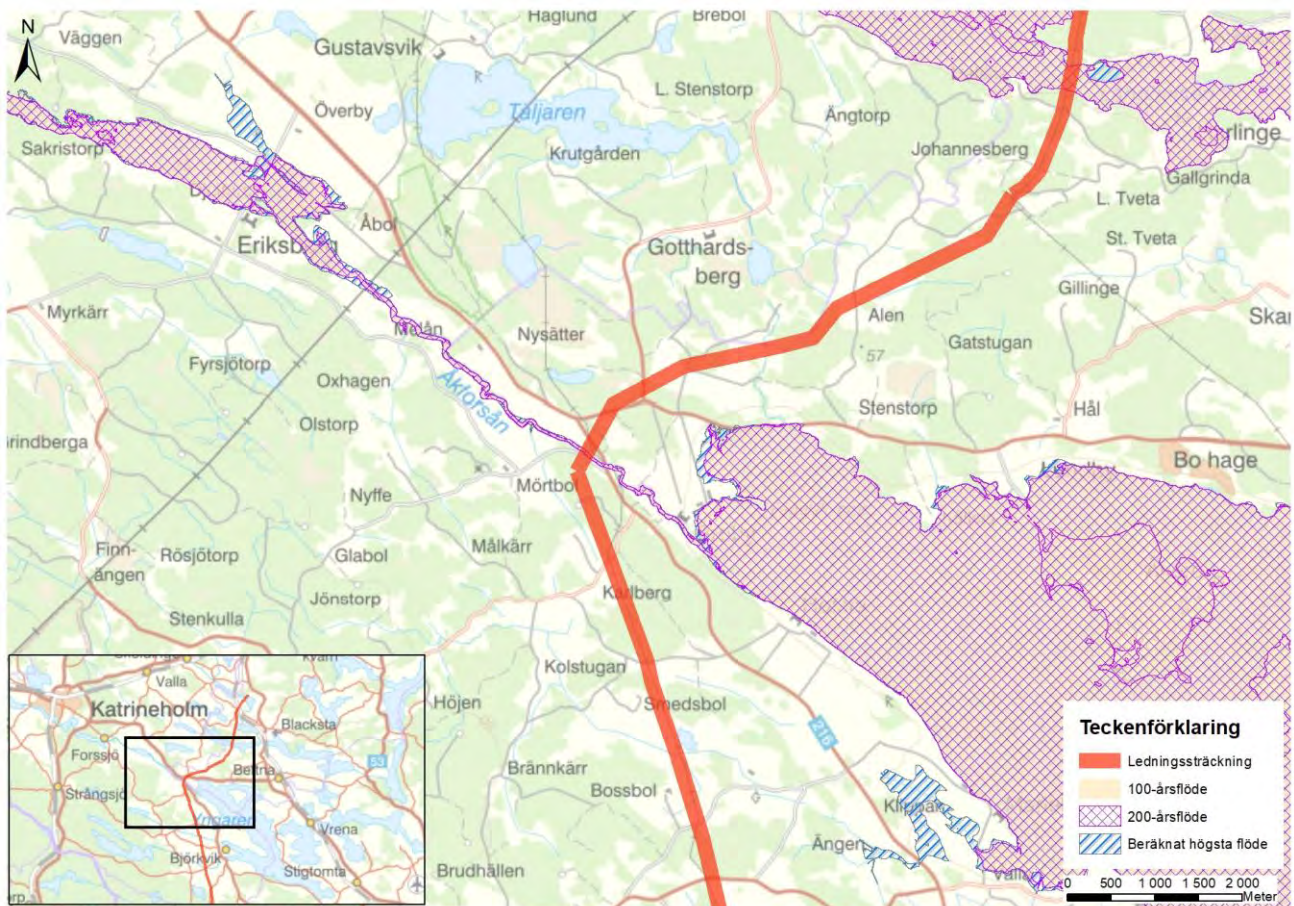 N
Väggen
Haglund
Brebol
Gustavsvik
Överby
Täljaren
L. Stenstorp
Ängtorp
Krutgården
Johannesberg
Sakristorp
Gallgrinda
L. Tveta
Åbol
St. Tveta
Gotthards-
berg
Gillinge
Myrkärr
Melån
Nysätter
Alen
Gatstugan
57
Fyrsjötorp
Oxhagen
Åkforsån
Stenstorp
Hål
Olstorp
Bo hage
Nyffe
Mörtbol
Finn-
ängen
Rösjötorp
Glabol
Målkärr
Jönstorp
Karlberg
Stenkulla
Kolstugan
Smedsbol
Höjen
216
Brännkärr
Bossbol
Ängen
Brudhällen
Valla
Katrineholm
Blacksta
Forssjö
53
Bettna
Strångsjö
Yngaren
Vrena
Björkvik
Stigtomta
Teckenförklaring
Ledningssträckning
100-årsflöde
200-årsflöde
Beräknat högsta flöde
0 500 1 000 1 500 2 000
Meter